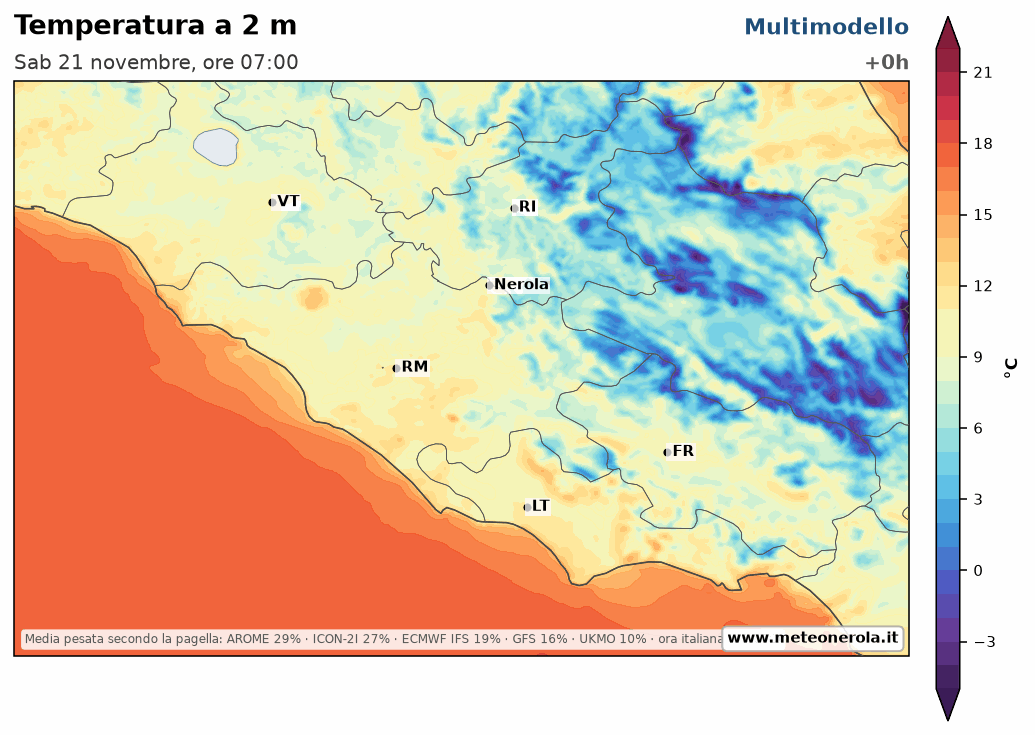 Temperatura a 2 m
Multimodello
Sab 21 novembre, ore 07:00
+0h
21
18
15
12
9
6
3
0
−3
°C
VT
RI
Nerola
RM
FR
LT
Media pesata secondo la pagella: AROME 29% · ICON-2I 27% · ECMWF IFS 19% · GFS 16% · UKMO 10% · ora italiana
www.meteonerola.it